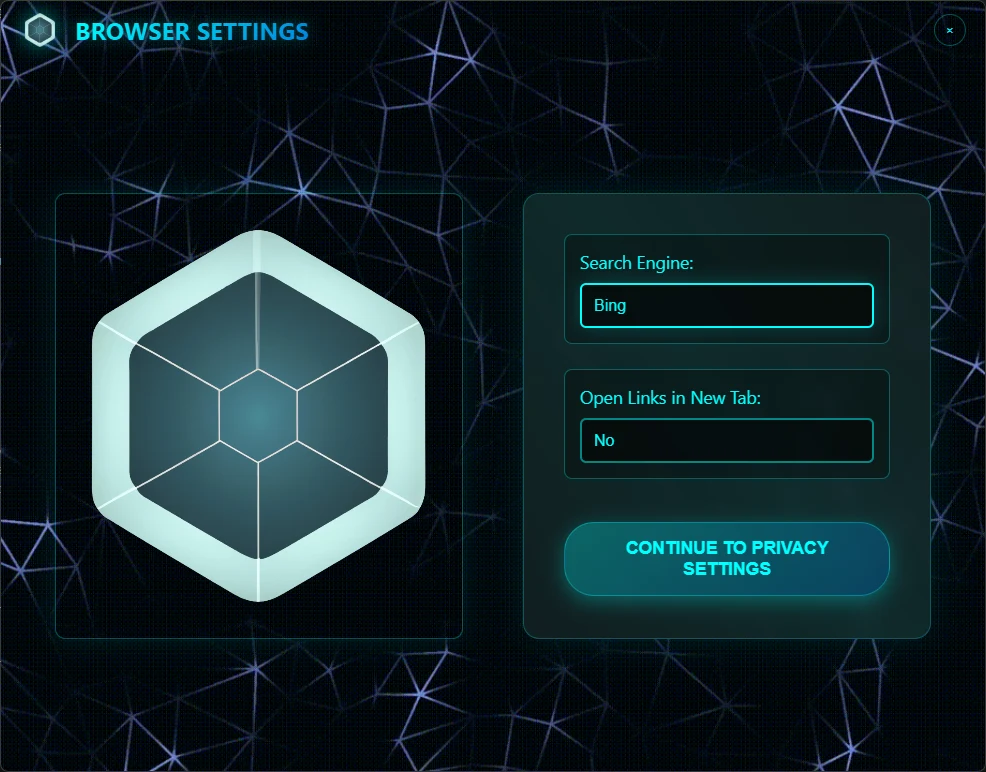 BROWSER SETTINGS
×
Search Engine:
Bing
Open Links in New Tab:
No
CONTINUE TO PRIVACY
SETTINGS